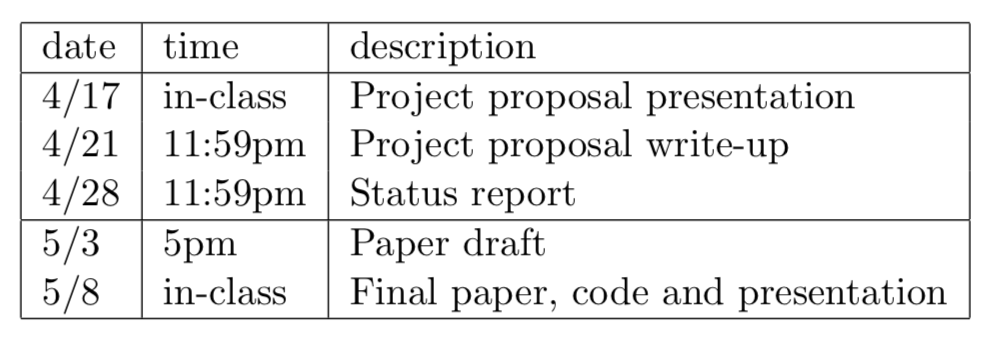 date time description
4/17 in-class Project proposal presentation
4/21 11:59pm Project proposal write-up
4/28 11:59pm Status report
5/3 5pm Paper draft
5/8 in-class Final paper, code and presentation